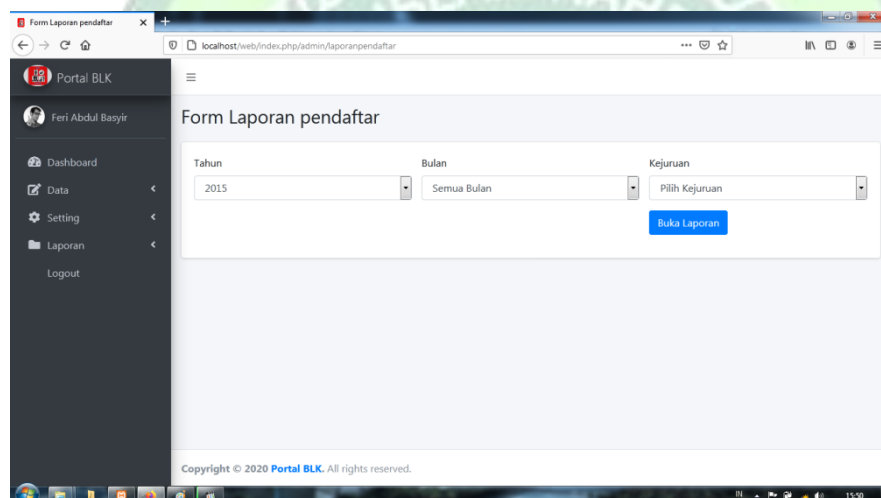 Form Laporan pendaftar
localhost/web/index.php/admin/laporanpendaftar
Portal BLK
Feri Abdul Basyir
Form Laporan pendaftar
Dashboard
Data
Setting
Laporan
Logout
Tahun Bulan Kejuruan
2015 Semua Bulan Pilih Kejuruan
Buka Laporan
Copyright © 2020 Portal BLK. All rights reserved.
IN 15:50